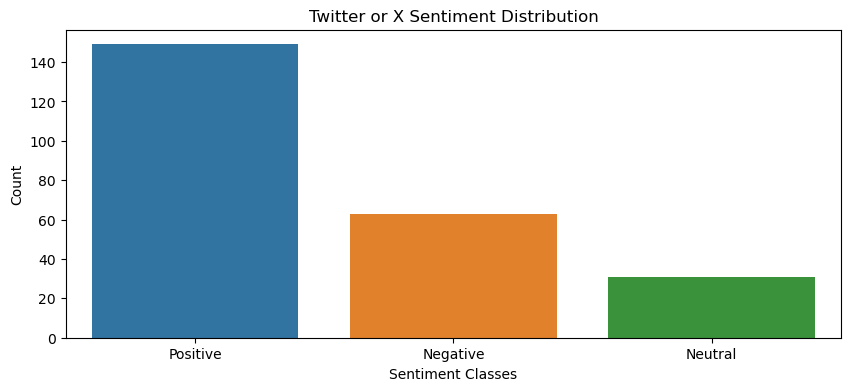 Twitter or X Sentiment Distribution
Count
140
120
100
80
60
40
20
0
Positive Negative Neutral
Sentiment Classes